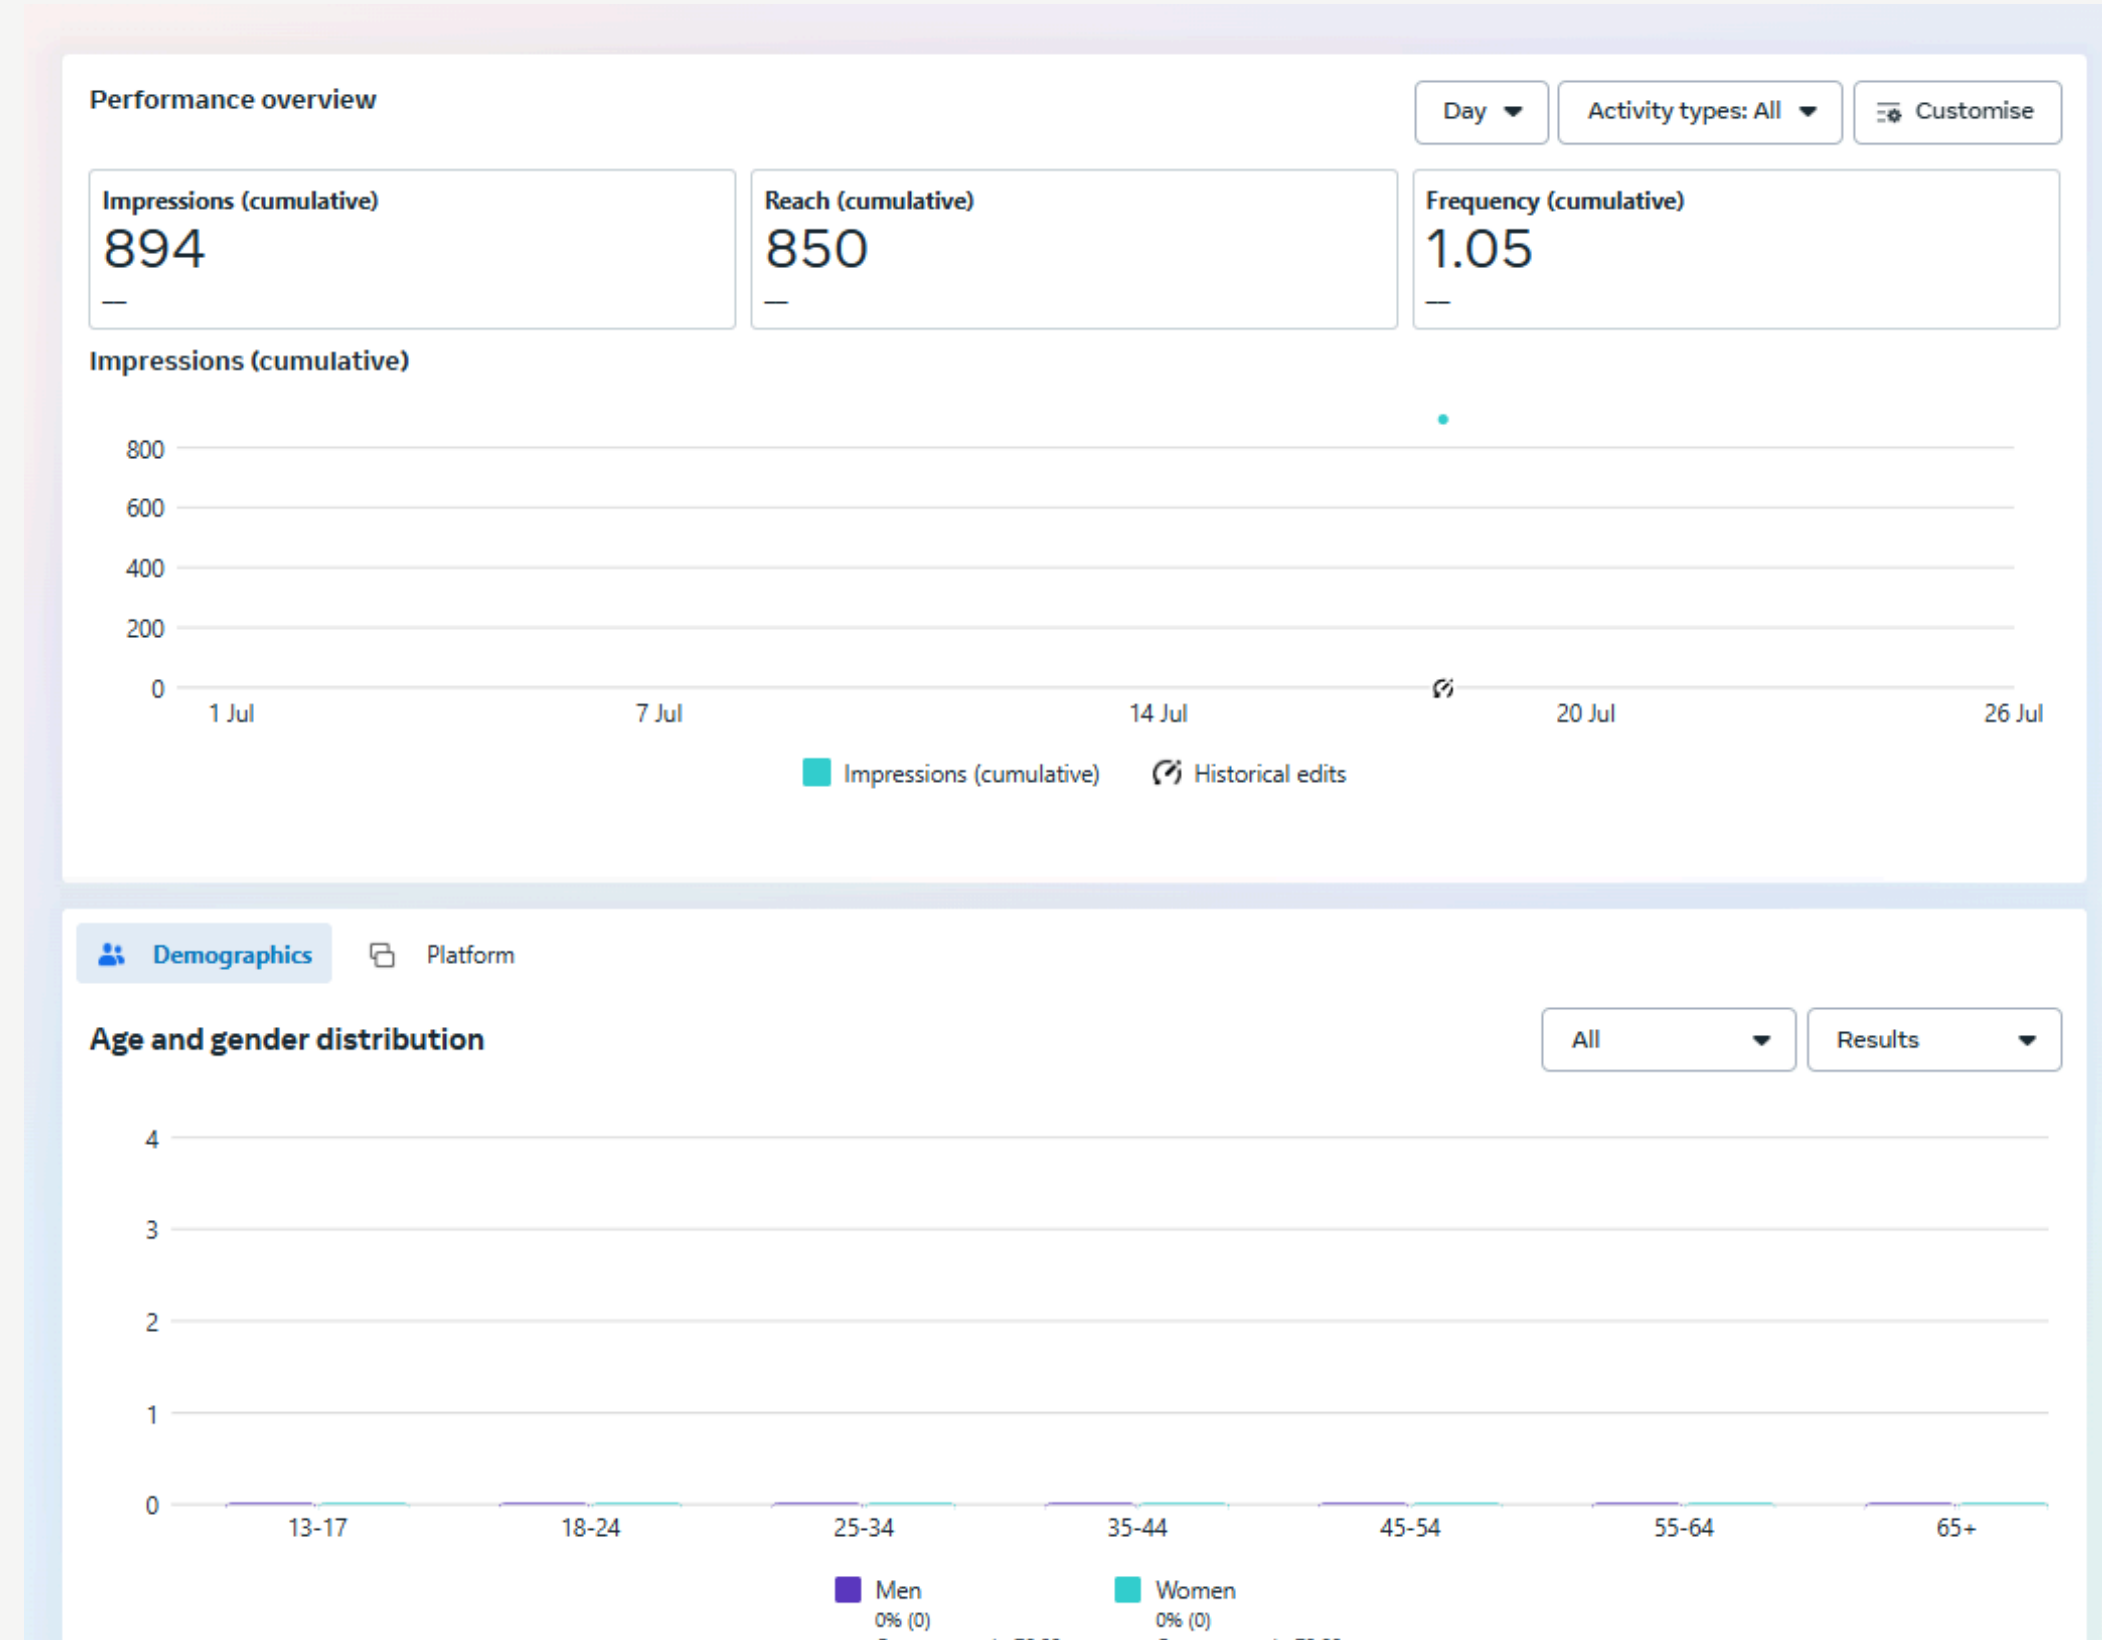 Performance overview
Day
Activity types: All
Customise
Impressions (cumulative)
894
—
Reach (cumulative)
850
—
Frequency (cumulative)
1.05
—
Impressions (cumulative)
800
600
400
200
0
1 Jul
7 Jul
14 Jul
20 Jul
26 Jul
Impressions (cumulative)
Historical edits
Demographics
Platform
Age and gender distribution
All
Results
4
3
2
1
0
13-17
18-24
25-34
35-44
45-54
55-64
65+
Men
0% (0)
Women
0% (0)